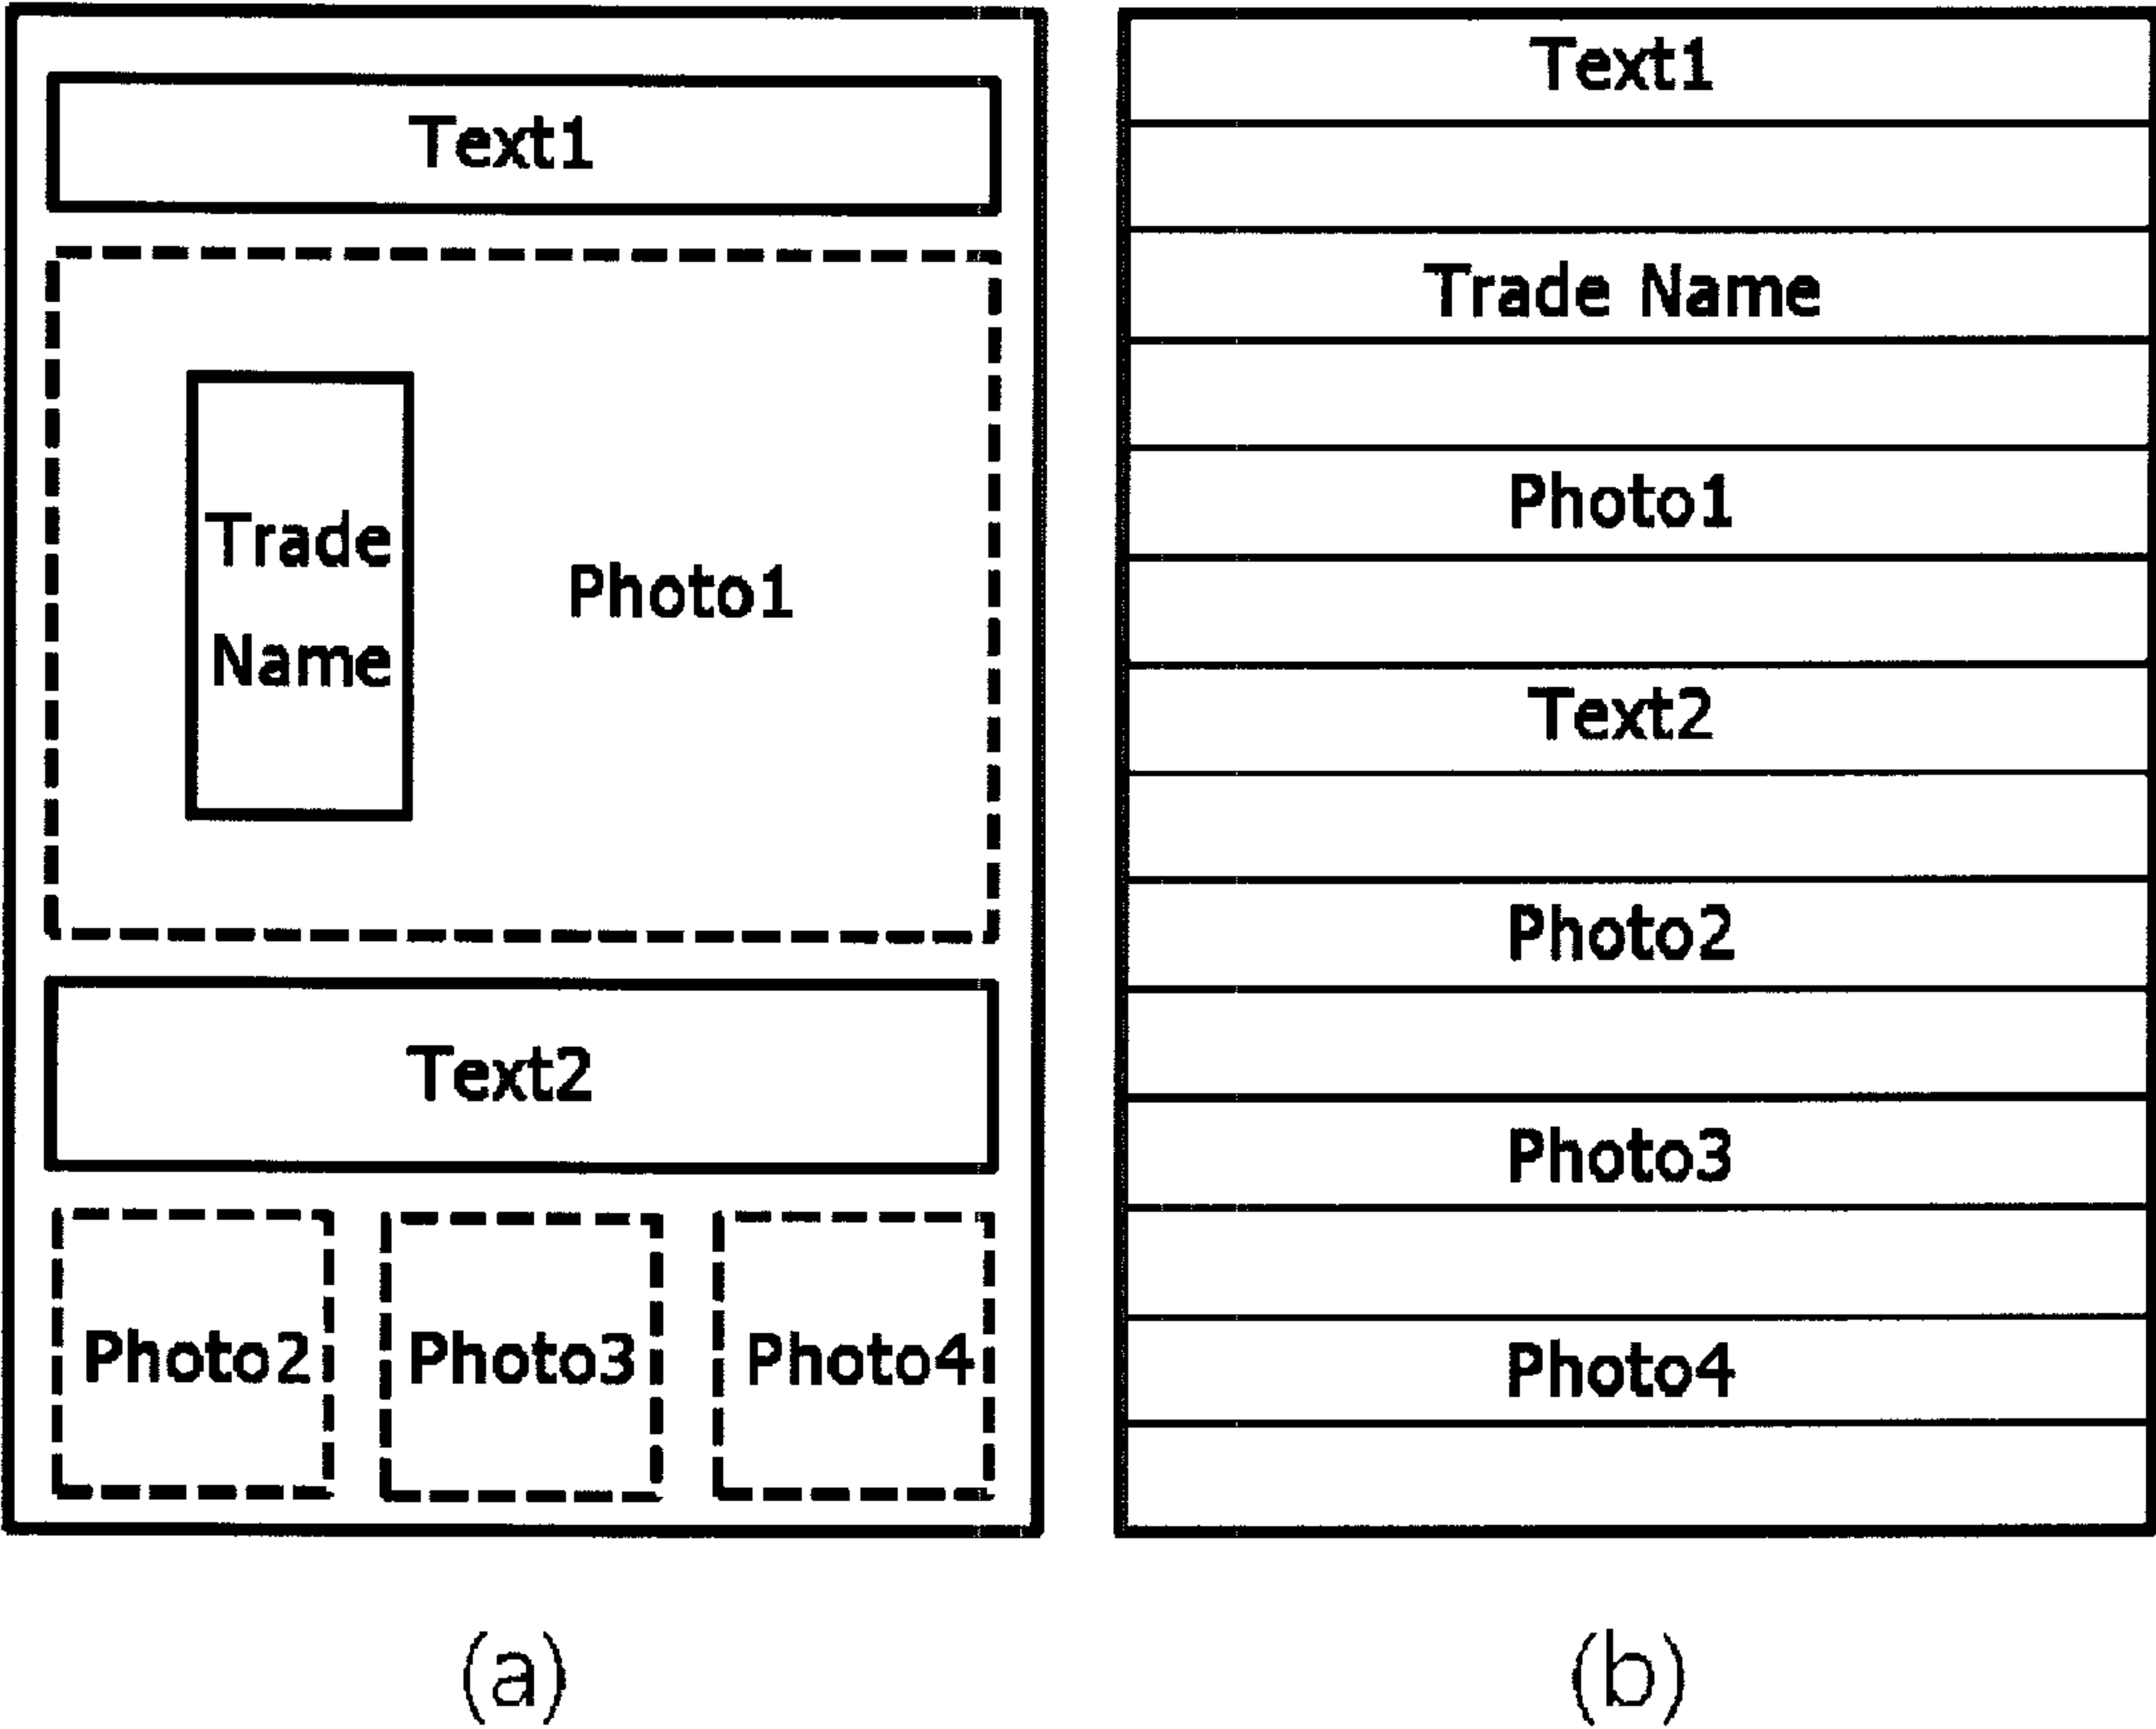 Text1
Trade
Name
Photo1
Text2
Photo2 Photo3 Photo4
(a)
Text1
Trade Name
Photo1
Text2
Photo2
Photo3
Photo4
(b)